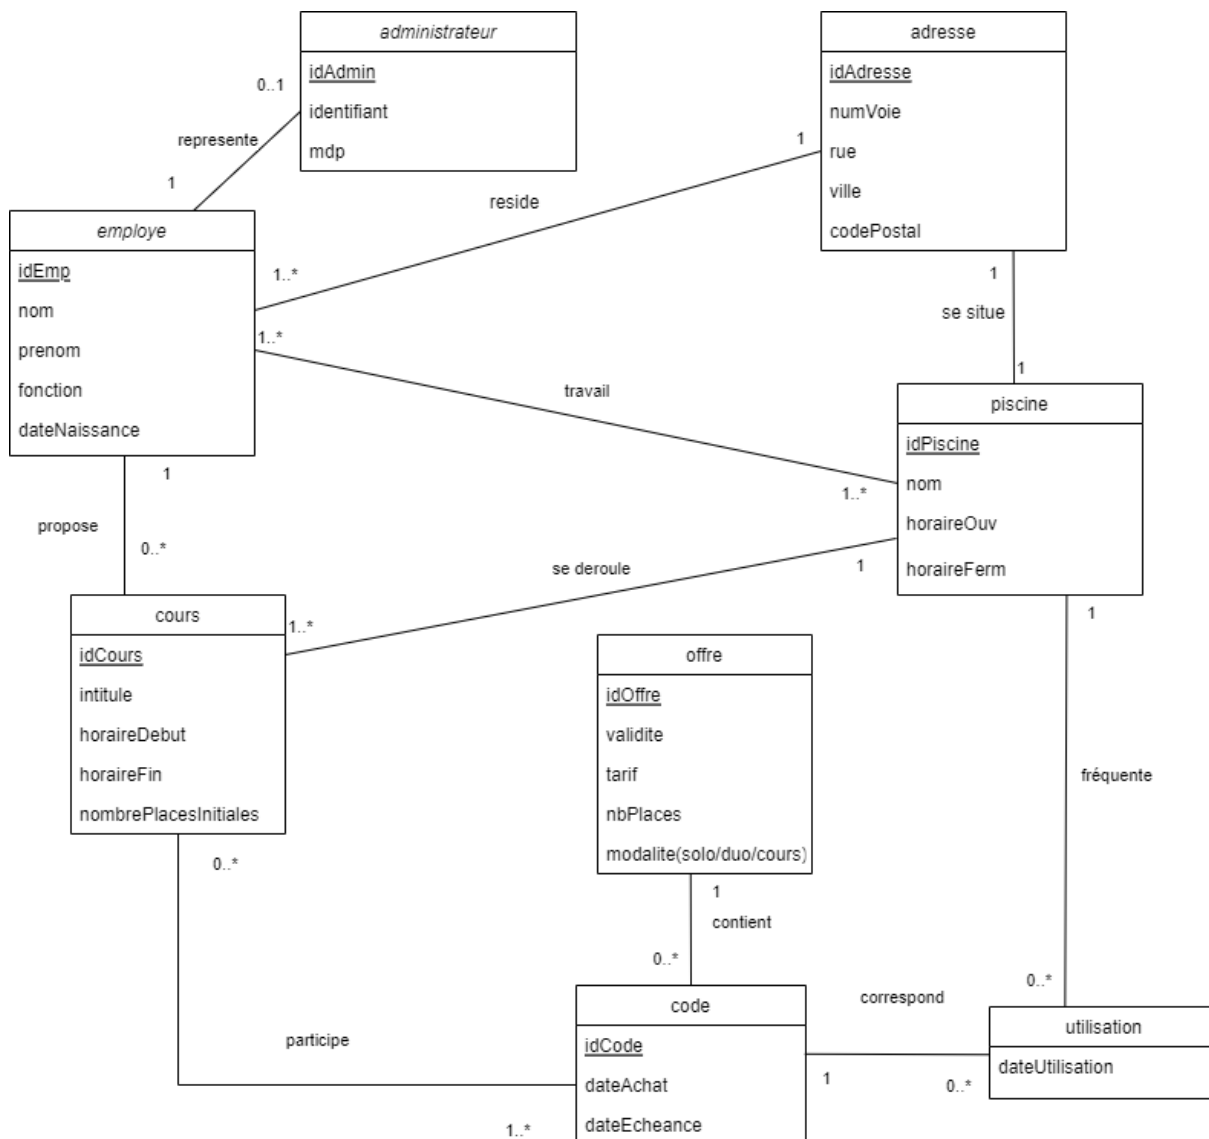 administrateur
idAdmin
identifiant
mdp
adresse
idAdresse
numVoie
rue
ville
codePostal
0..1
represente
1
1
reside
employe
idEmp
nom
prenom
fonction
dateNaissance
1..*
1..*
1
se situe
1
travail
piscine
idPiscine
nom
horaireOuv
horaireFerm
1..*
1
propose
0..*
se deroule
1
1
cours
idCours
intitule
horaireDebut
horaireFin
nombrePlacesInitiales
1..*
offre
idOffre
validite
tarif
nbPlaces
modalite(solo/duo/cours)
fréquente
0..*
1
contient
0..*
0..*
correspond
participe
code
idCode
dateAchat
dateEcheance
utilisation
dateUtilisation
1
0..*
1..*